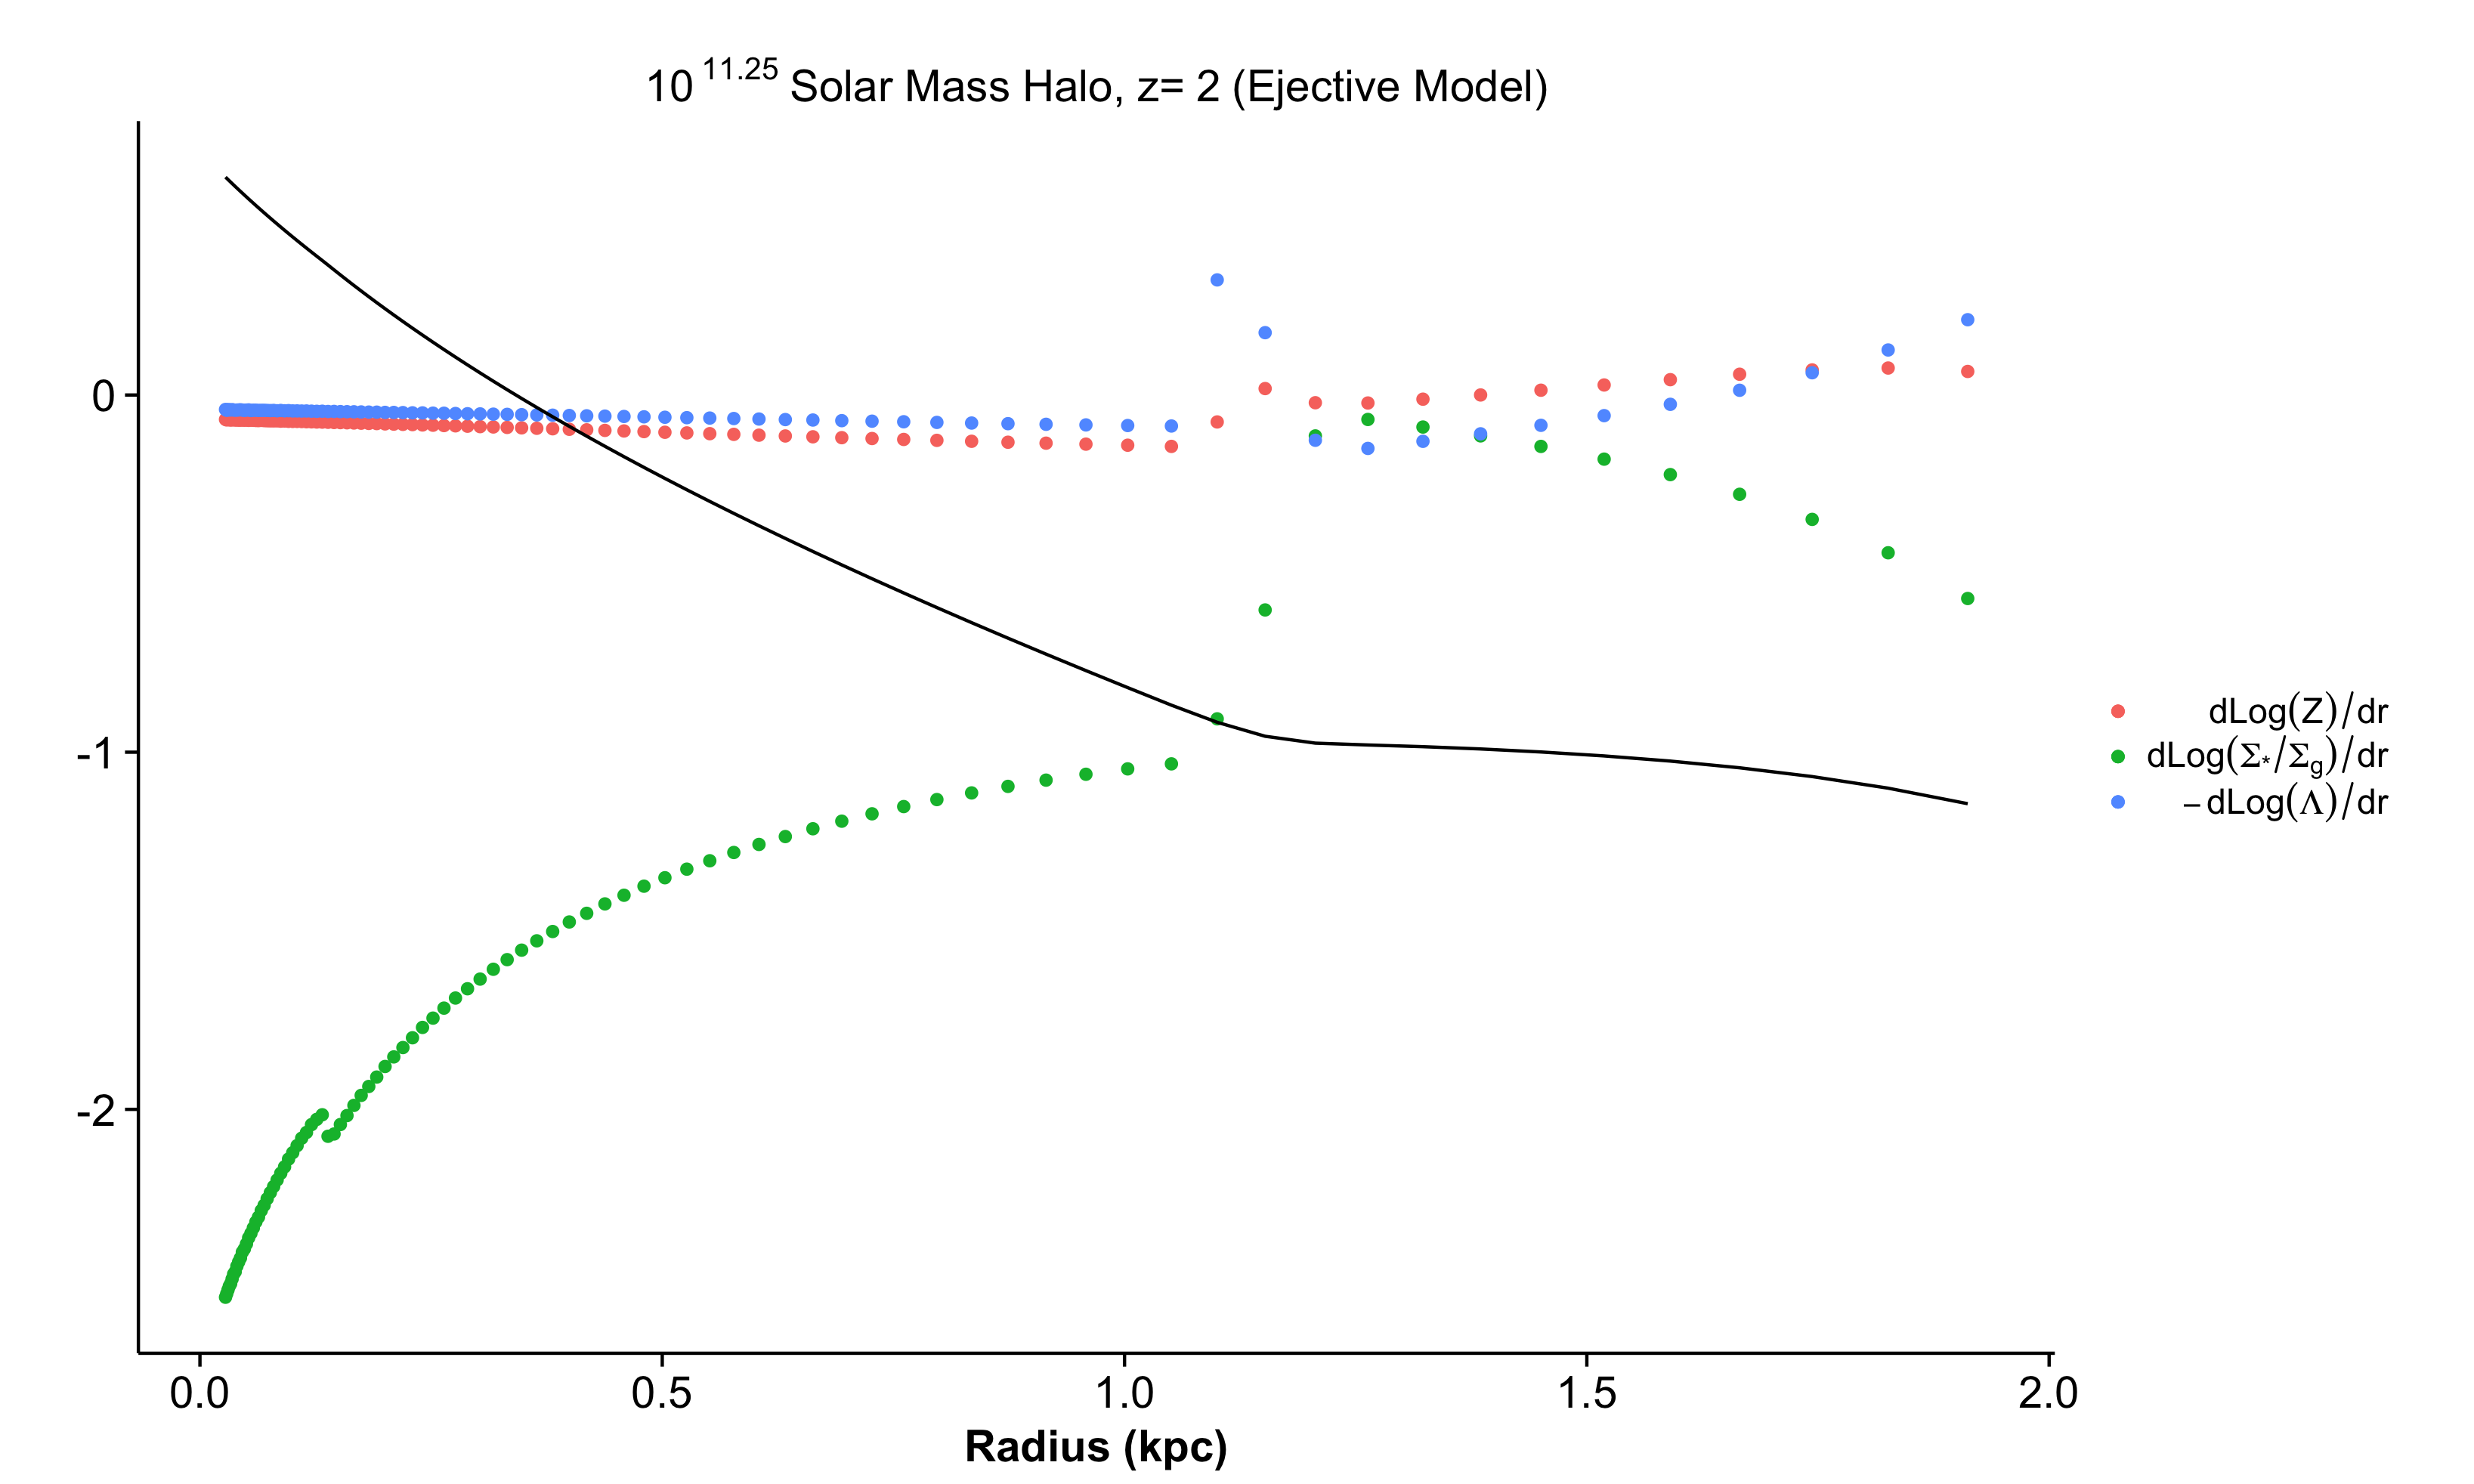 10^11.25 Solar Mass Halo, z= 2 (Ejective Model)
0
-1
-2
0.0 0.5 1.0 1.5 2.0
Radius (kpc)
dLog(Z)/dr
dLog(Σ*/Σg)/dr
−dLog(Λ)/dr